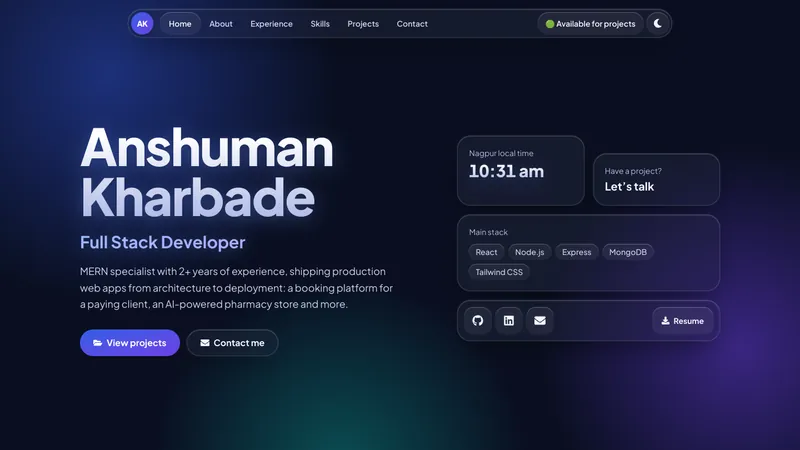 AK
Home
About
Experience
Skills
Projects
Contact
Available for projects
Anshuman
Kharbade
Full Stack Developer
MERN specialist with 2+ years of experience, shipping production
web apps from architecture to deployment: a booking platform for
a paying client, an AI-powered pharmacy store and more.
View projects
Contact me
Nagpur local time
10:31 am
Have a project?
Let's talk
Main stack
React
Node.js
Express
MongoDB
Tailwind CSS
Resume